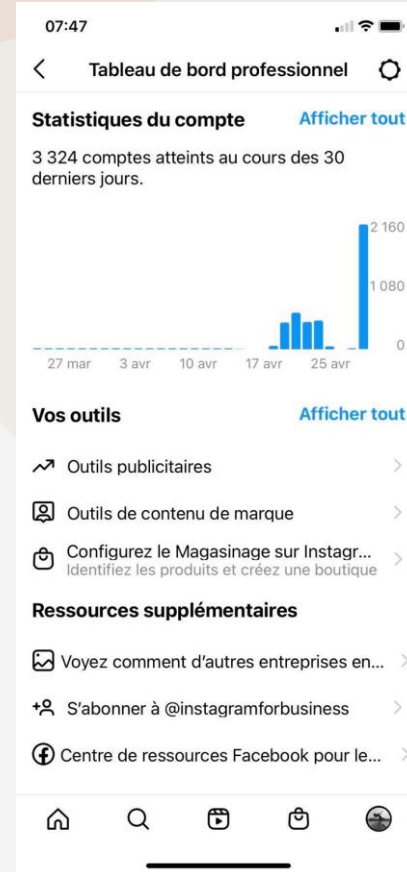 07:47
Tableau de bord professionnel
Statistiques du compte Afficher tout
3 324 comptes atteints au cours des 30
derniers jours.
2 160
1 080
0
27 mar 3 avr 10 avr 17 avr 25 avr
Vos outils Afficher tout
Outils publicitaires
Outils de contenu de marque
Configurez le Magasinage sur Instagr...
Identifiez les produits et créez une boutique
Ressources supplémentaires
Voyez comment d'autres entreprises en...
S'abonner à @instagramforbusiness
Centre de ressources Facebook pour le...